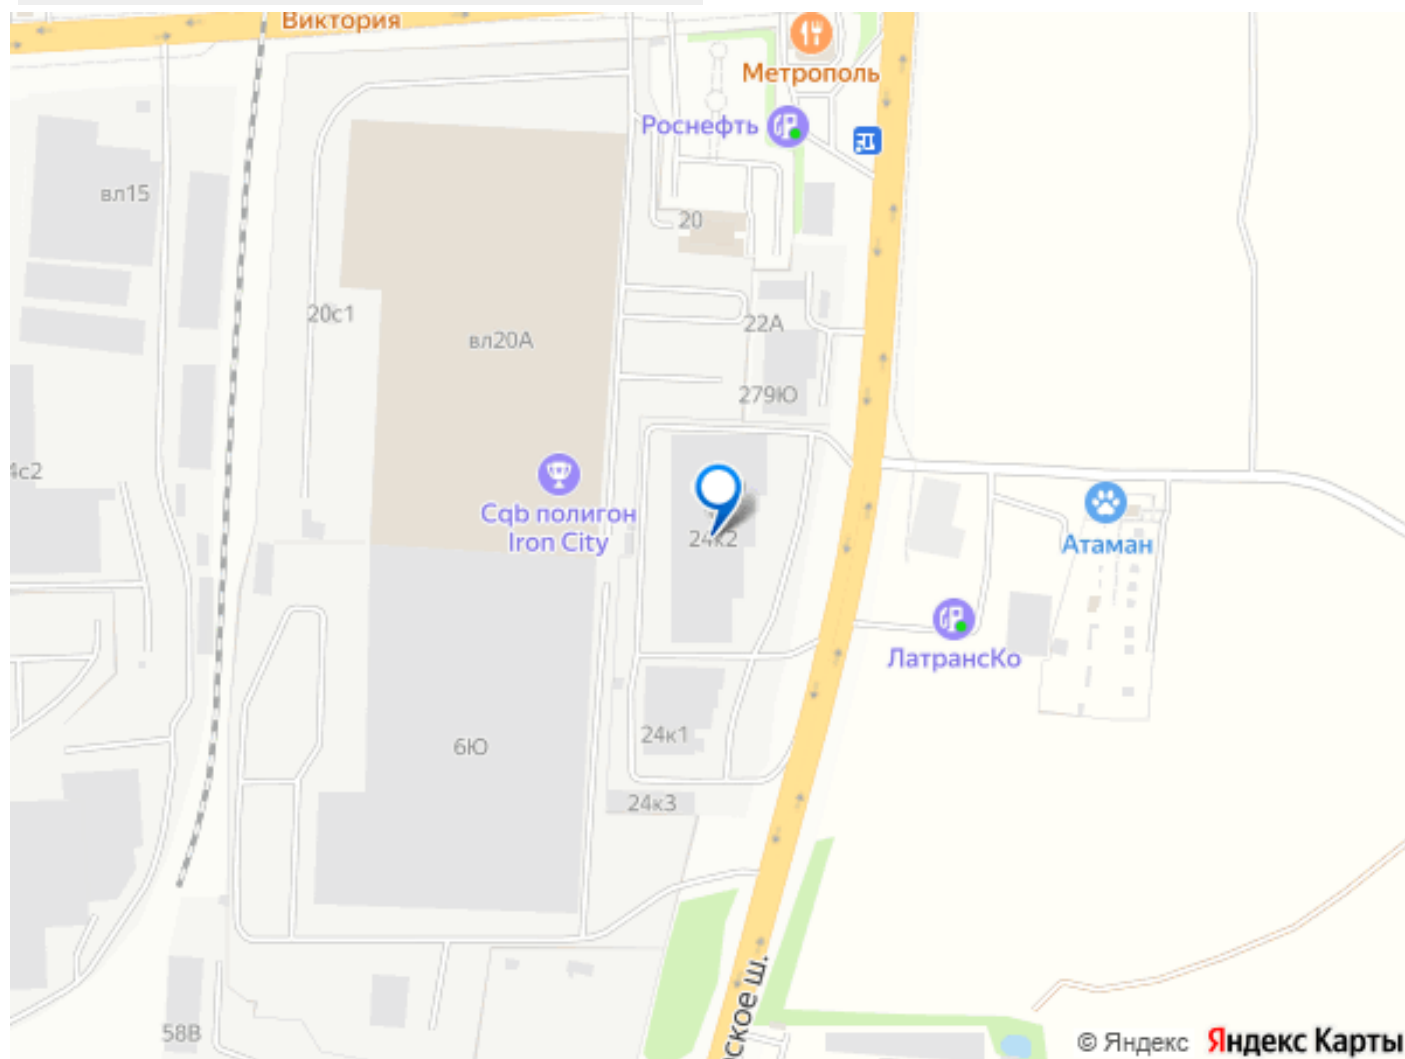 Виктория
Метрополь
Роснефть
вл15
20
20с1
22А
вл20А
279Ю
4с2
Cqb полигон
Iron City
24к2
Атаман
ЛатрансКо
24к1
6Ю
24к3
ское ш.
58В
© Яндекс Яндекс Карты